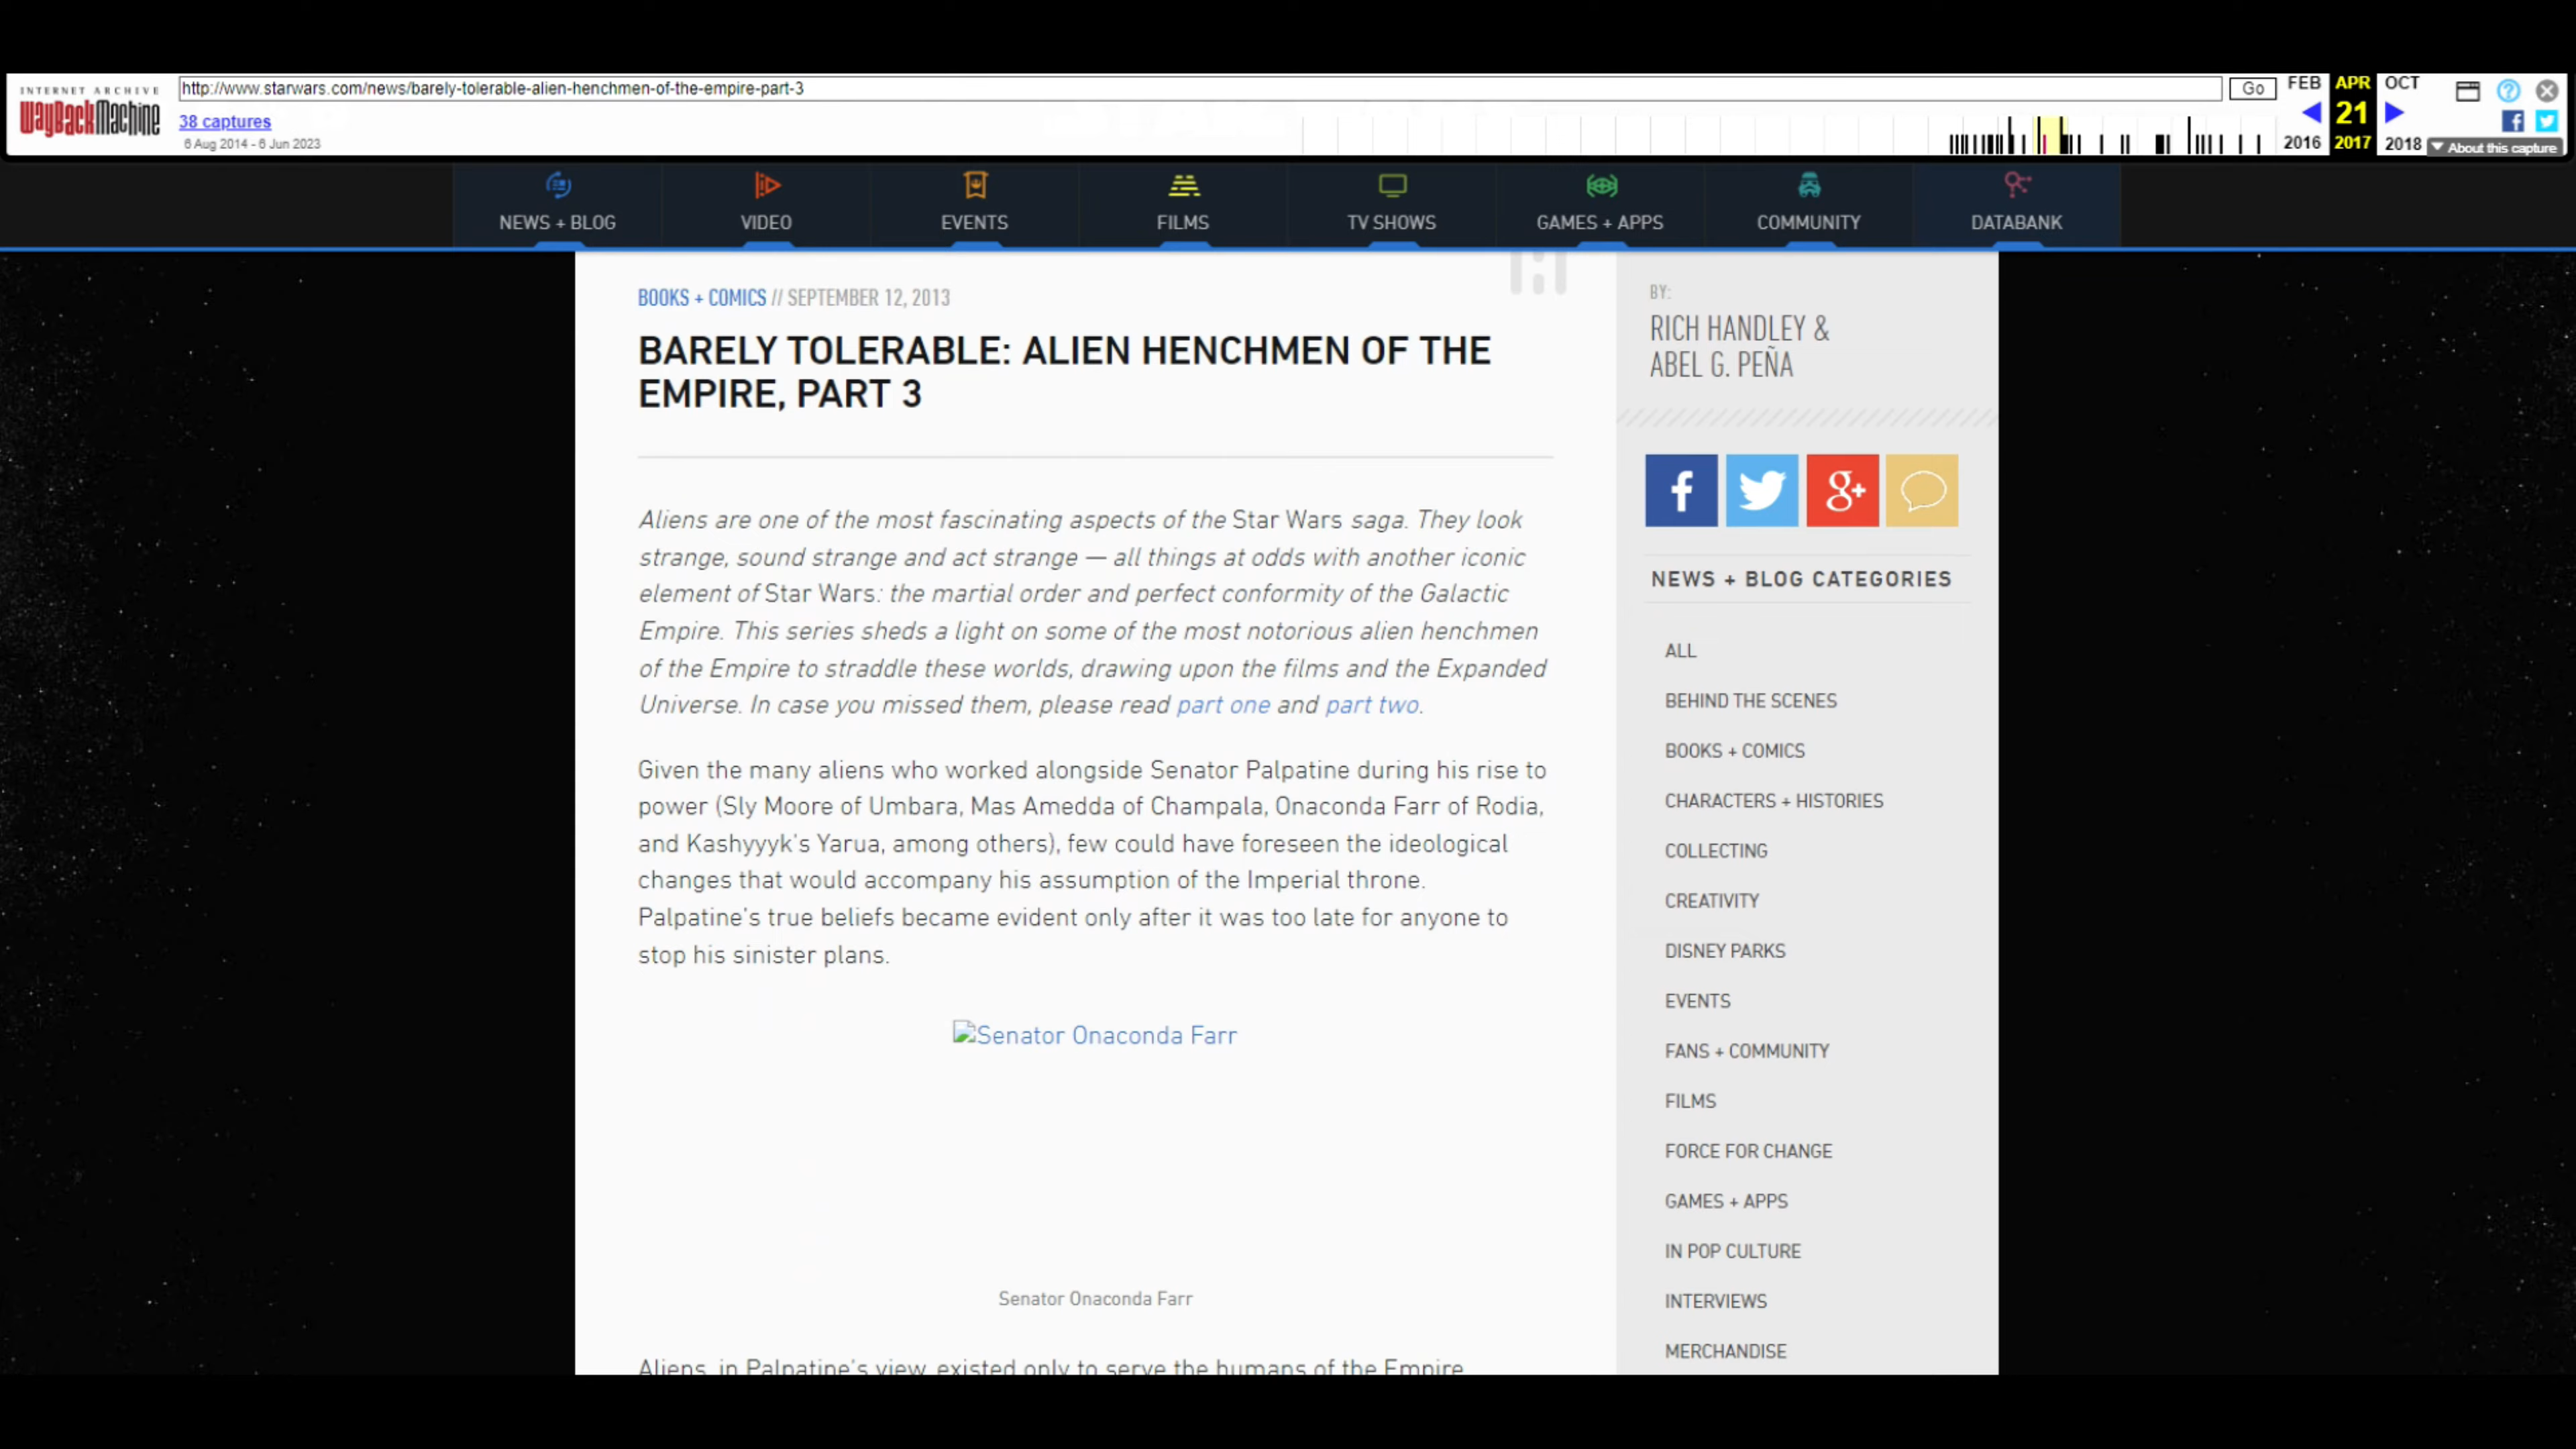 INTERNET ARCHIVE
WayBackMachine
http://www.starwars.com/news/barely-tolerable-alien-henchmen-of-the-empire-part-3
Go
38 captures
6 Aug 2014 - 6 Jun 2023
FEB APR OCT
21
2016 2017 2018
About this capture
NEWS + BLOG
VIDEO
EVENTS
FILMS
TV SHOWS
GAMES + APPS
COMMUNITY
DATABANK
BOOKS + COMICS // SEPTEMBER 12, 2013
BARELY TOLERABLE: ALIEN HENCHMEN OF THE
EMPIRE, PART 3
Aliens are one of the most fascinating aspects of the Star Wars saga. They look
strange, sound strange and act strange — all things at odds with another iconic
element of Star Wars: the martial order and perfect conformity of the Galactic
Empire. This series sheds a light on some of the most notorious alien henchmen
of the Empire to straddle these worlds, drawing upon the films and the Expanded
Universe. In case you missed them, please read part one and part two.
Given the many aliens who worked alongside Senator Palpatine during his rise to
power (Sly Moore of Umbara, Mas Amedda of Champala, Onaconda Farr of Rodia,
and Kashyyyk's Yarua, among others), few could have foreseen the ideological
changes that would accompany his assumption of the Imperial throne.
Palpatine's true beliefs became evident only after it was too late for anyone to
stop his sinister plans.
Senator Onaconda Farr
Senator Onaconda Farr
Aliens, in Palpatine's view, existed only to serve the humans of the Empire
BY:
RICH HANDLEY &
ABEL G. PEÑA
f
g+
NEWS + BLOG CATEGORIES
ALL
BEHIND THE SCENES
BOOKS + COMICS
CHARACTERS + HISTORIES
COLLECTING
CREATIVITY
DISNEY PARKS
EVENTS
FANS + COMMUNITY
FILMS
FORCE FOR CHANGE
GAMES + APPS
IN POP CULTURE
INTERVIEWS
MERCHANDISE